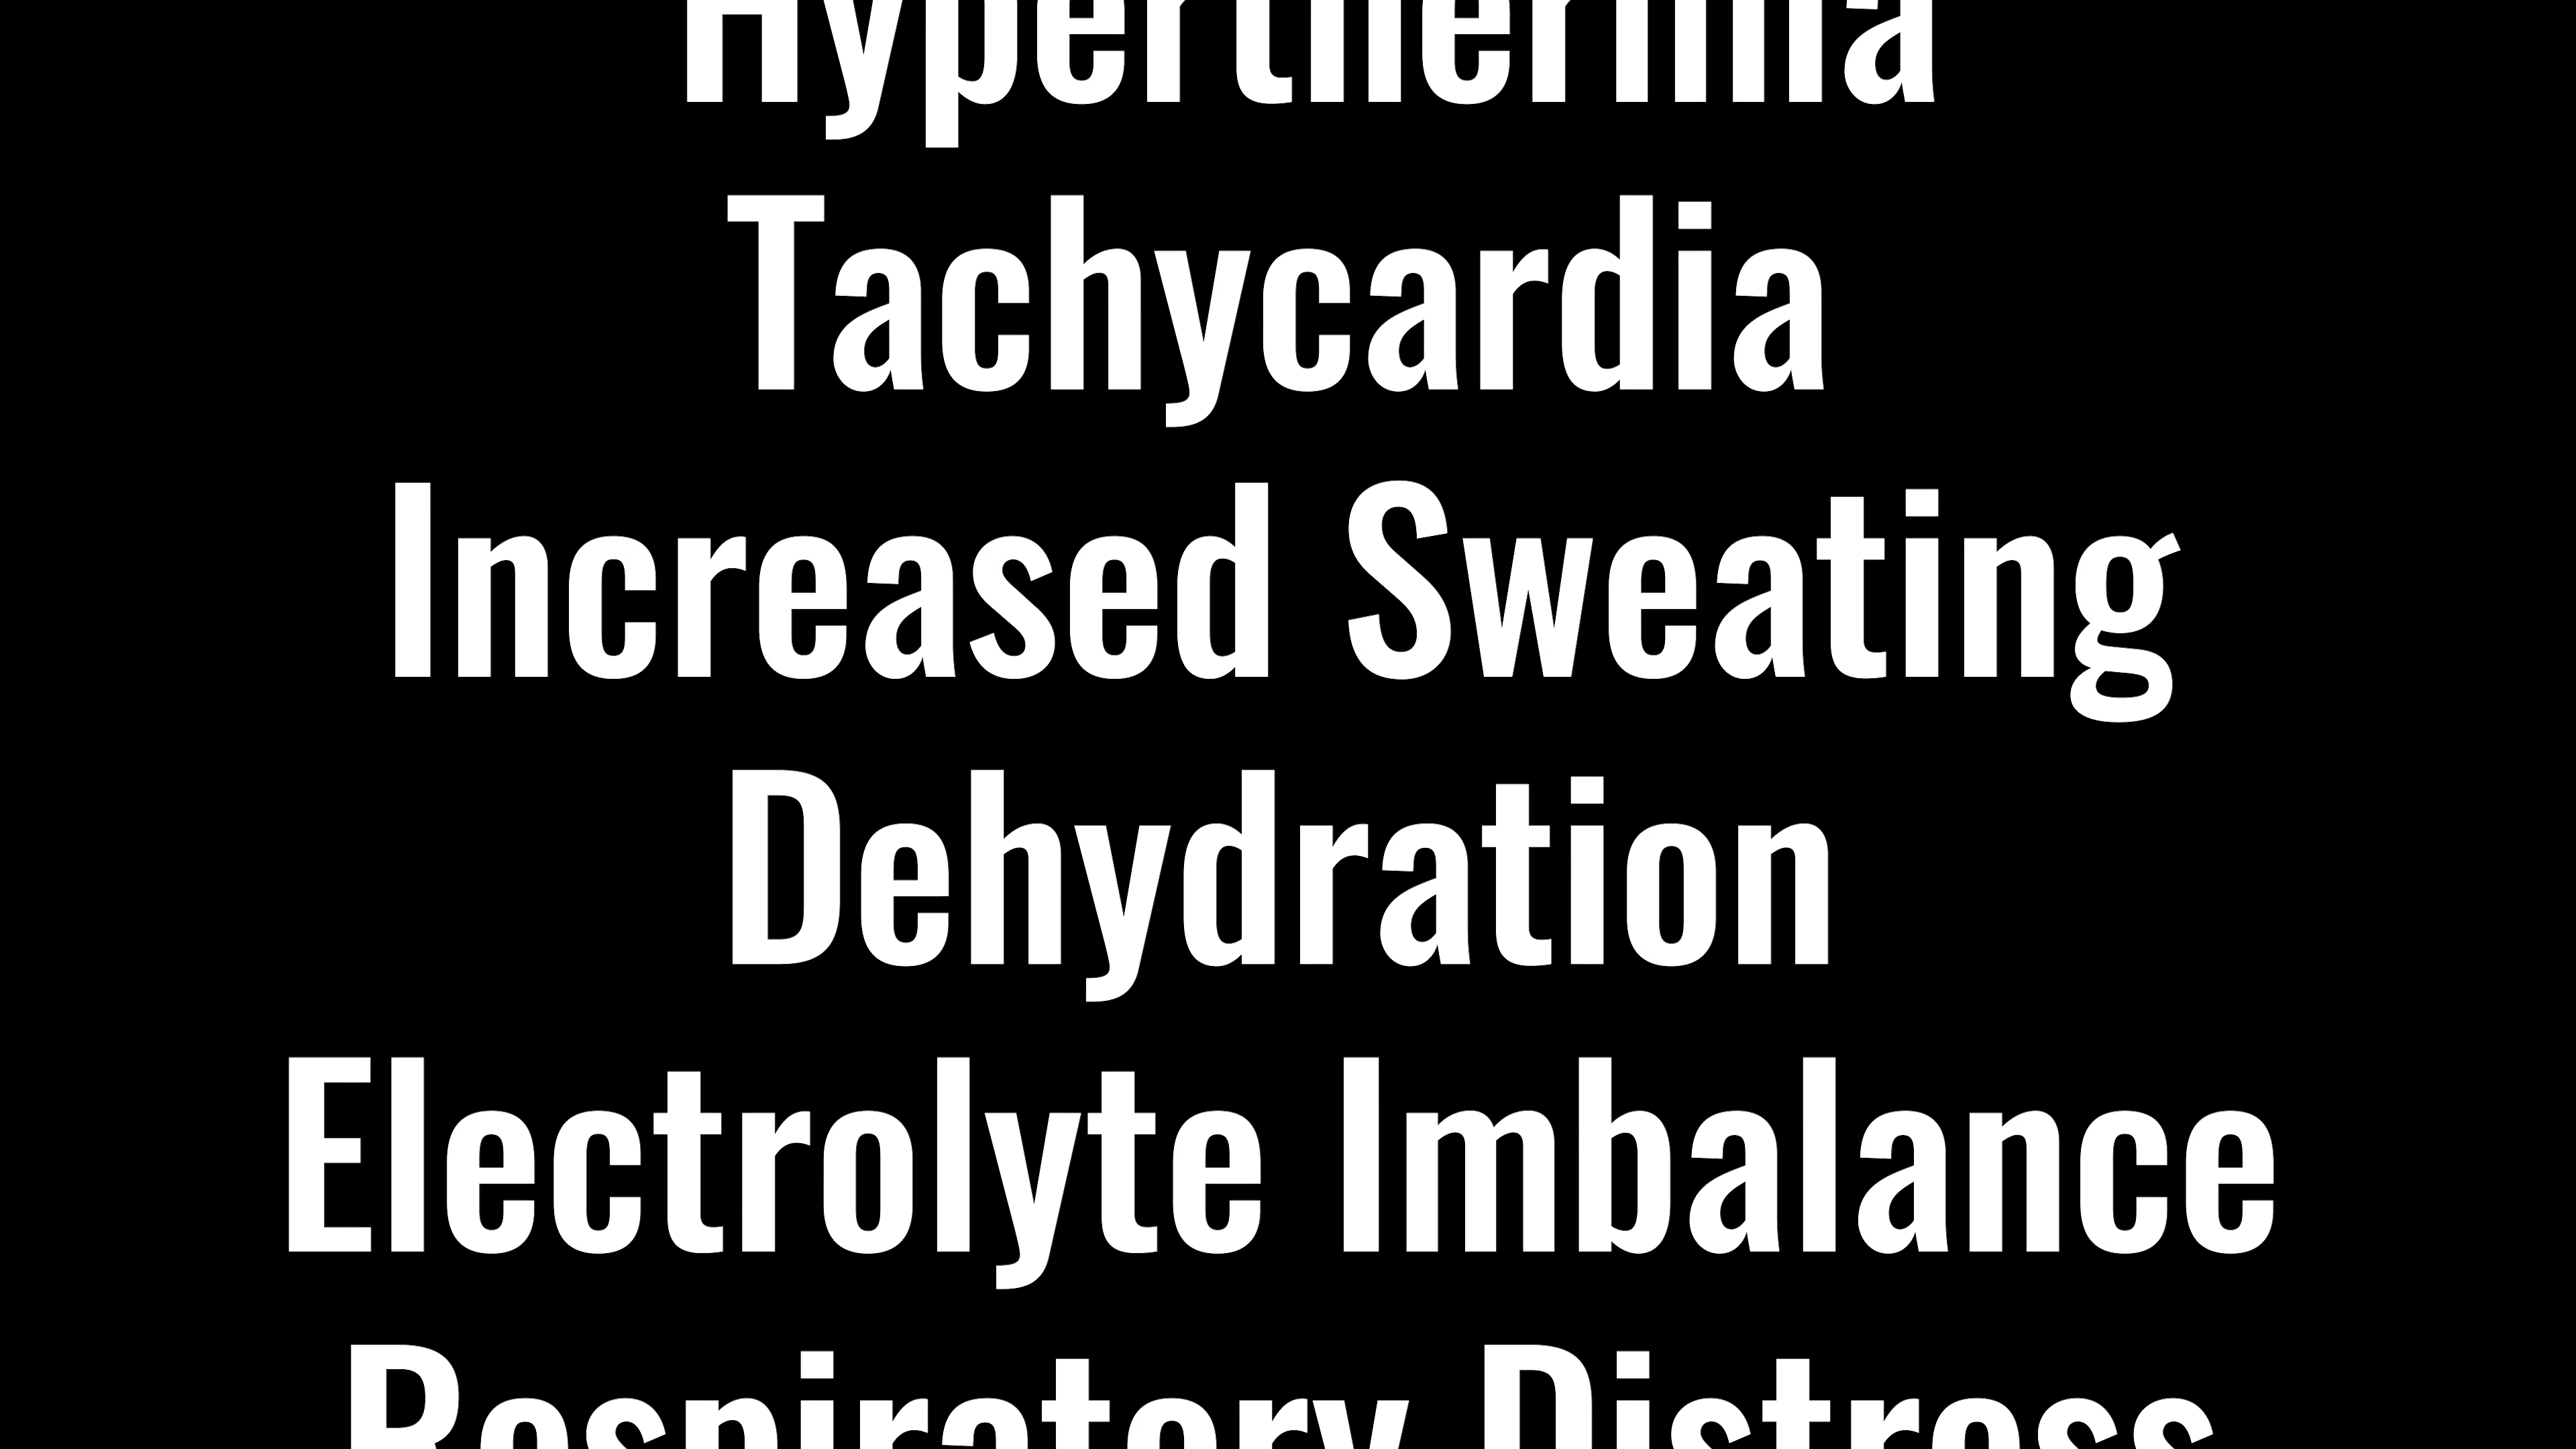 Hyperthermia
Tachycardia
Increased Sweating
Dehydration
Electrolyte Imbalance
Respiratory Distress